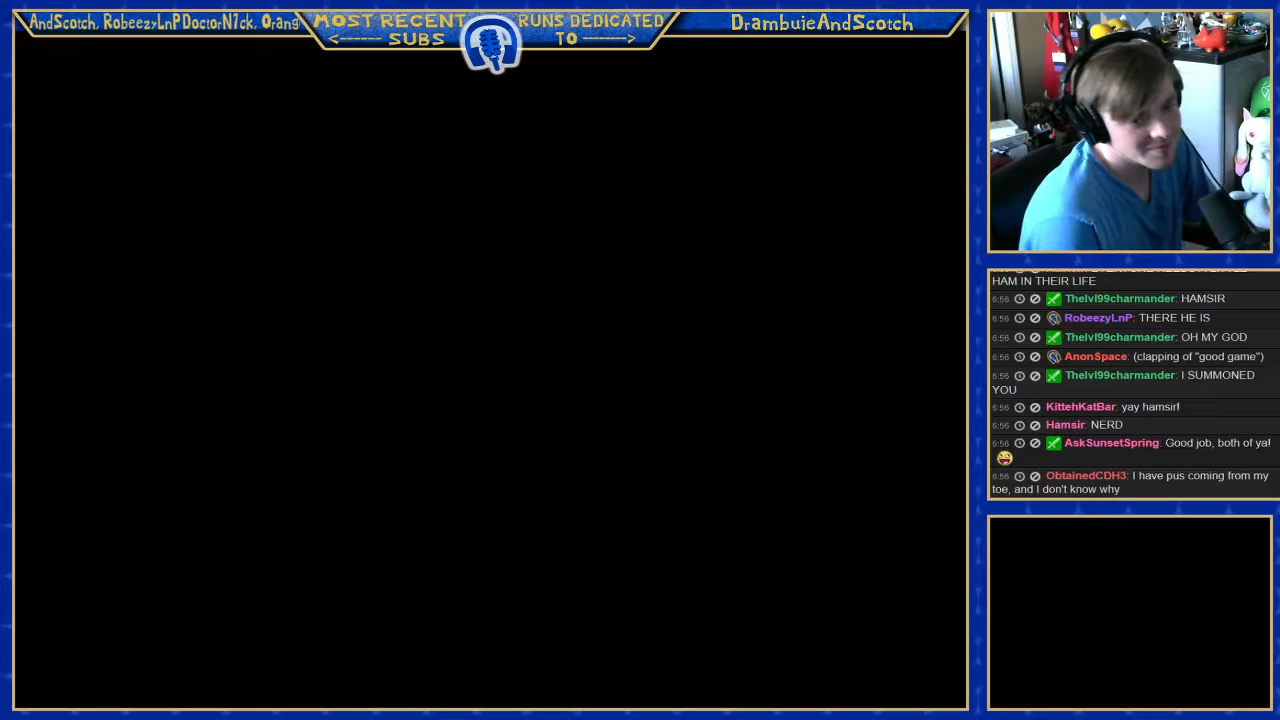 AndScotch, RobeezyLnP DoctorN1ck, Orang
MOST RECENT
<------ SUBS
RUNS DEDICATED
TO ------->
DrambuieAndScotch
HAM IN THEIR LIFE
6:56 Thelvl99charmander: HAMSIR
6:56 RobeezyLnP: THERE HE IS
6:56 Thelvl99charmander: OH MY GOD
6:56 AnonSpace: (clapping of "good game")
6:56 Thelvl99charmander: I SUMMONED
YOU
6:56 KittehKatBar: yay hamsir!
6:56 Hamsir: NERD
6:56 AskSunsetSpring: Good job, both of ya!
6:56 ObtainedCDH3: I have pus coming from my
toe, and I don't know why